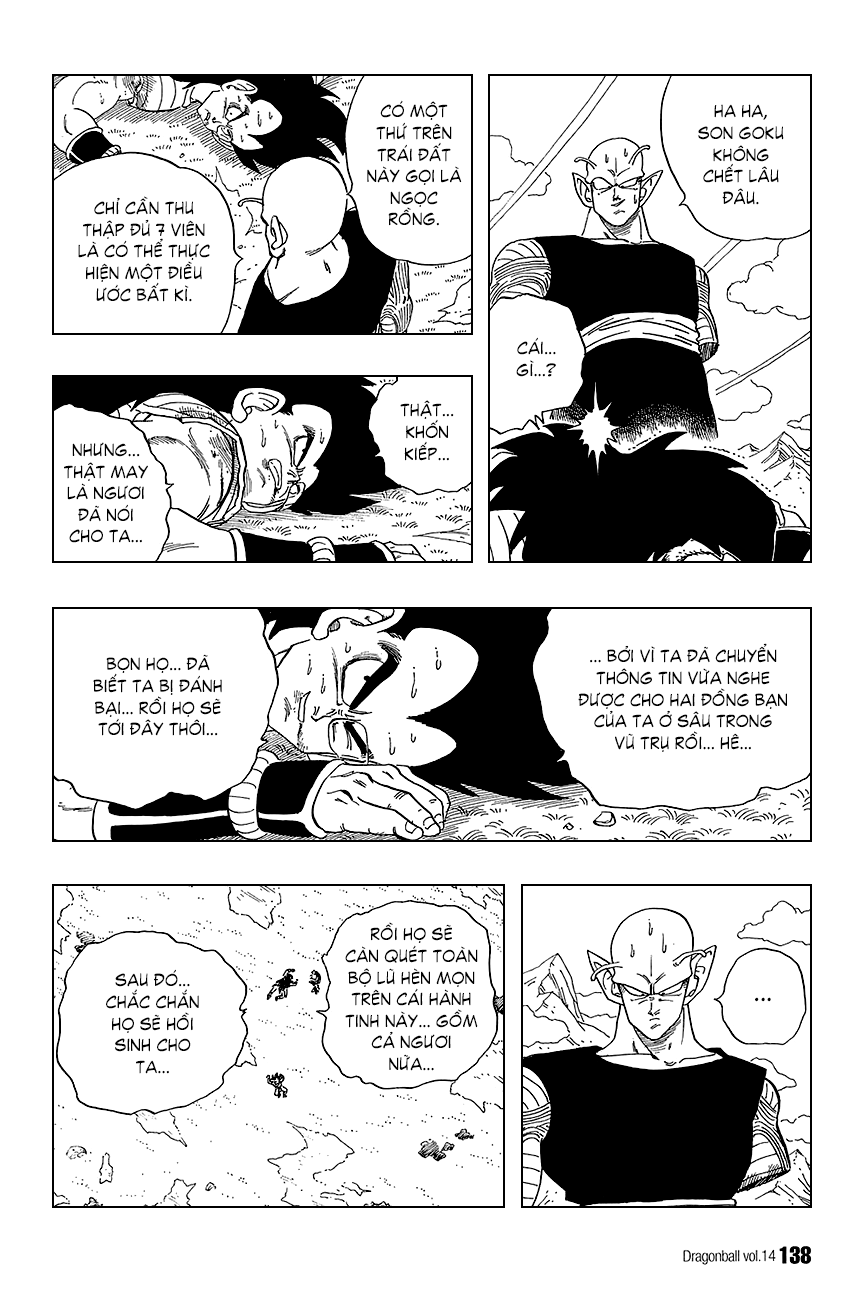 HA HA,
SON GOKU
KHÔNG
CHẾT LÂU
ĐÂU.
CÁI...
GÌ...?
CÓ MỘT
THỨ TRÊN
TRÁI ĐẤT
NÀY GỌI LÀ
NGỌC
RỒNG.
CHỈ CẦN THU
THẬP ĐỦ 7 VIÊN
LÀ CÓ THỂ THỰC
HIỆN MỘT ĐIỀU
ƯỚC BẤT KÌ.
THẬT...
KHỐN
KIẾP...
NHƯNG...
THẬT MAY
LÀ NGƯƠI
ĐÃ NÓI
CHO TA...
... BỞI VÌ TA ĐÃ CHUYỂN
THÔNG TIN VỪA NGHE
ĐƯỢC CHO HAI ĐỒNG BẠN
CỦA TA Ở SÂU TRONG
VŨ TRỤ RỒI... HÊ...
BỌN HỌ... ĐÃ
BIẾT TA BỊ ĐÁNH
BẠI... RỒI HỌ SẼ
TỚI ĐÂY THÔI...
...
RỒI HỌ SẼ
CÀN QUÉT TOÀN
BỘ LŨ HÈN MỌN
TRÊN CÁI HÀNH
TINH NÀY... GỒM
CẢ NGƯƠI
NỮA...
SAU ĐÓ...
CHẮC CHẮN
HỌ SẼ HỒI
SINH CHO
TA...
Dragonball vol.14 138